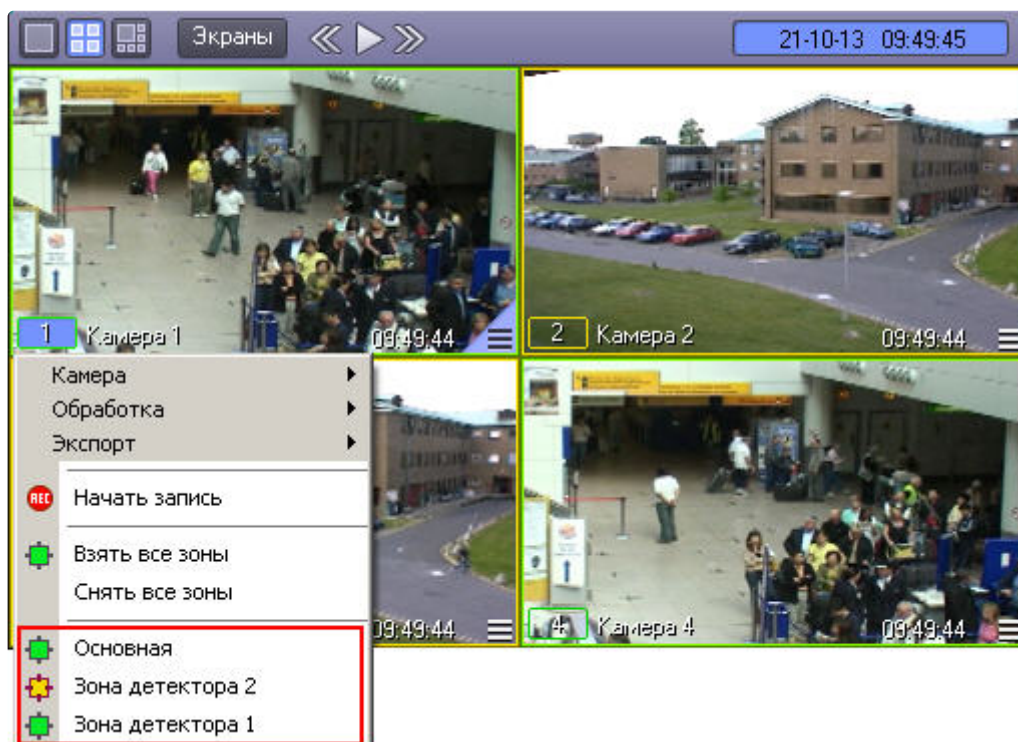 Экраны
21-10-13 09:49:45
1 Камера 1 09:49:44
2 Камера 2 09:49:44
Камера
Обработка
Экспорт
REC Начать запись
Взять все зоны
Снять все зоны
Основная
Зона детектора 2
Зона детектора 1
09:49:44
4 Камера 4 09:49:44